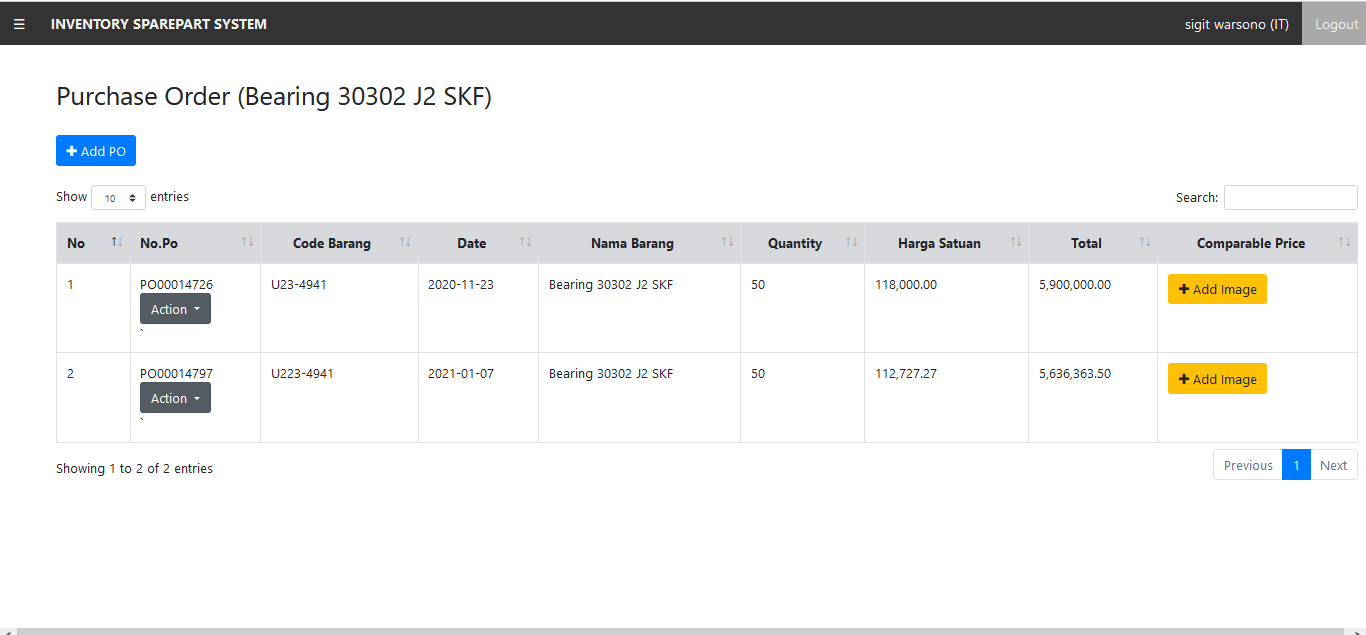 ☰ INVENTORY SPAREPART SYSTEM sigit warsono (IT) Logout
Purchase Order (Bearing 30302 J2 SKF)
+ Add PO
Show 10 entries Search:
No No.Po Code Barang Date Nama Barang Quantity Harga Satuan Total Comparable Price
1 PO00014726 U23-4941 2020-11-23 Bearing 30302 J2 SKF 50 118,000.00 5,900,000.00 + Add Image
Action
`
2 PO00014797 U223-4941 2021-01-07 Bearing 30302 J2 SKF 50 112,727.27 5,636,363.50 + Add Image
Action
`
Showing 1 to 2 of 2 entries Previous 1 Next